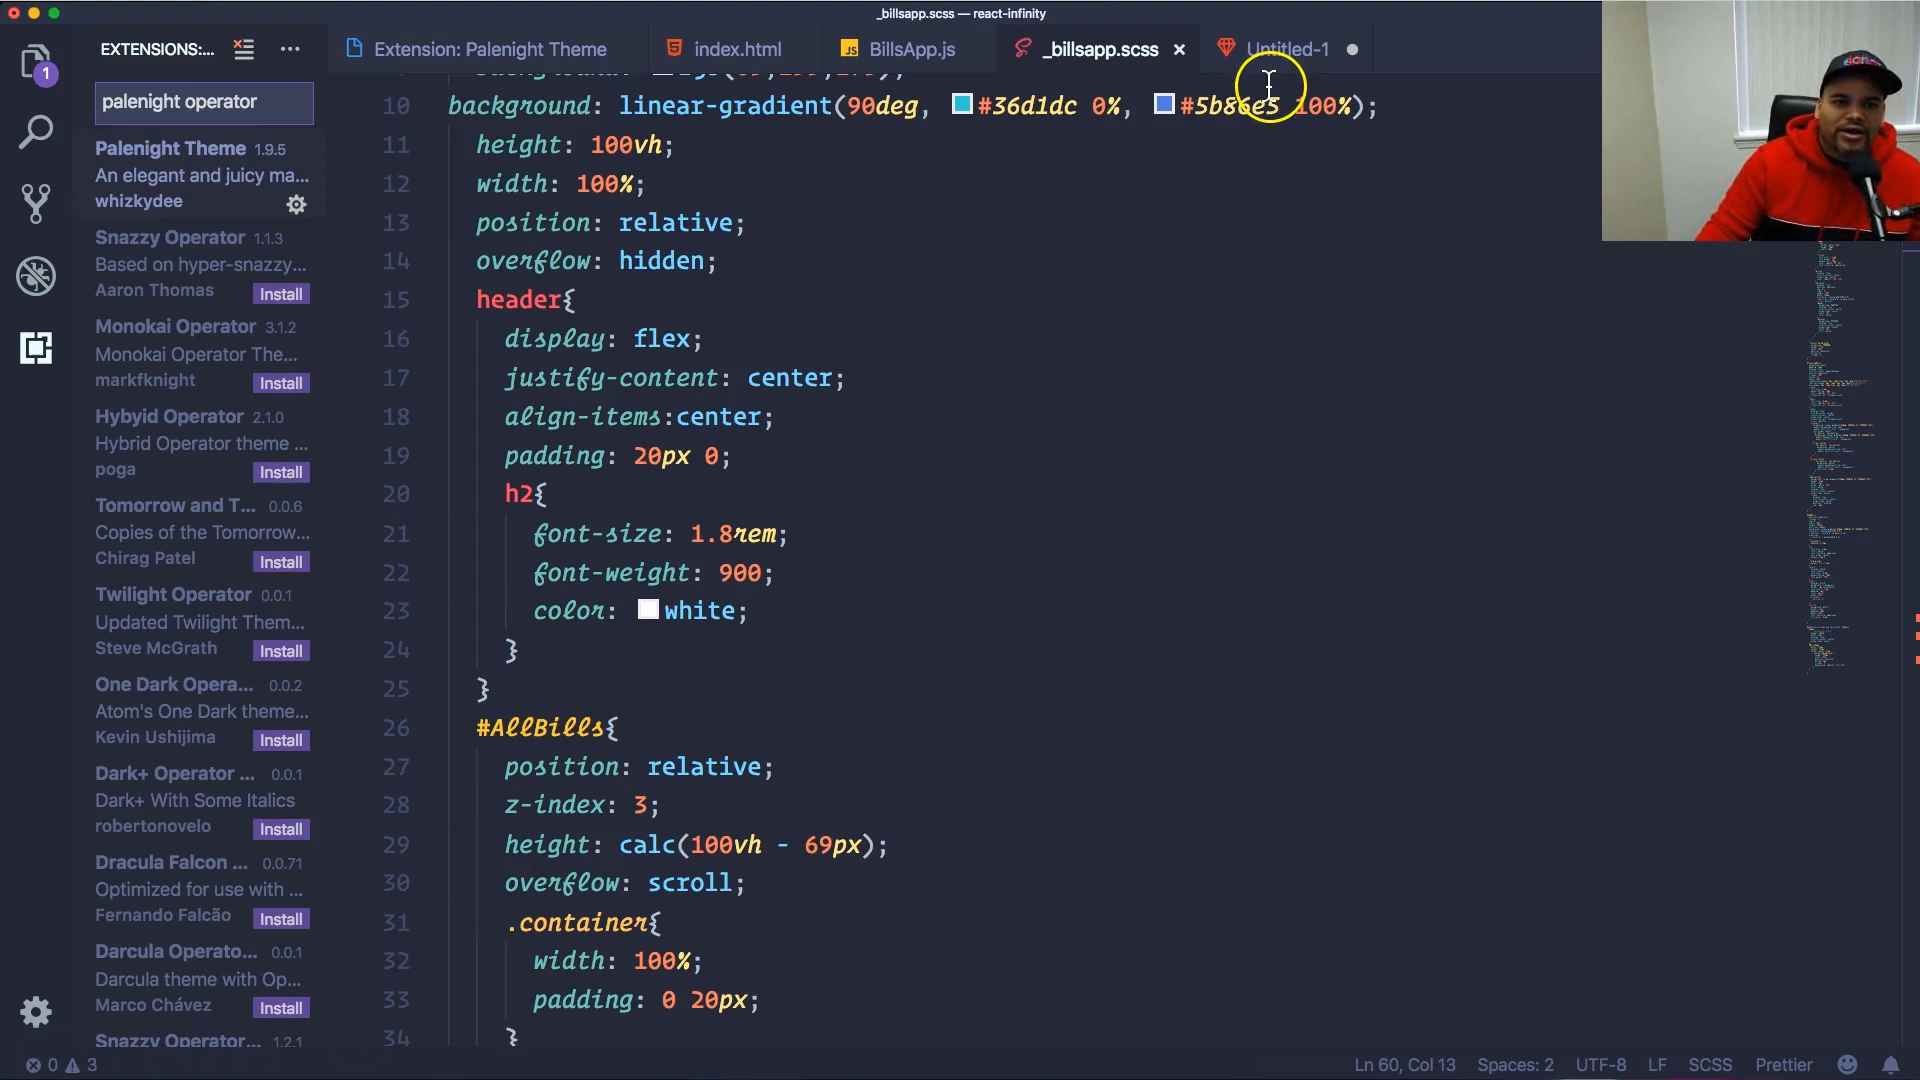 _billsapp.scss — react-infinity
EXTENSIONS:...
Extension: Palenight Theme
index.html
JS BillsApp.js
_billsapp.scss ×
Untitled-1
1
palenight operator
Palenight Theme 1.9.5
An elegant and juicy ma...
whizkydee
Snazzy Operator 1.1.3
Based on hyper-snazzy...
Aaron Thomas Install
Monokai Operator 3.1.2
Monokai Operator The...
markfknight Install
Hybyid Operator 2.1.0
Hybrid Operator theme ...
poga Install
Tomorrow and T... 0.0.6
Copies of the Tomorrow...
Chirag Patel Install
Twilight Operator 0.0.1
Updated Twilight Them...
Steve McGrath Install
One Dark Opera... 0.0.2
Atom's One Dark theme...
Kevin Ushijima Install
Dark+ Operator ... 0.0.1
Dark+ With Some Italics
robertonovelo Install
Dracula Falcon ... 0.0.71
Optimized for use with ...
Fernando Falcão Install
Darcula Operato... 0.0.1
Darcula theme with Op...
Marco Chávez Install
Snazzy Operator... 1.2.1
10 background: linear-gradient(90deg, #36d1dc 0%, #5b86e5 100%);
11 height: 100vh;
12 width: 100%;
13 position: relative;
14 overflow: hidden;
15 header{
16 display: flex;
17 justify-content: center;
18 align-items:center;
19 padding: 20px 0;
20 h2{
21 font-size: 1.8rem;
22 font-weight: 900;
23 color: white;
24 }
25 }
26 #AllBills{
27 position: relative;
28 z-index: 3;
29 height: calc(100vh - 69px);
30 overflow: scroll;
31 .container{
32 width: 100%;
33 padding: 0 20px;
34 }
0 3
Ln 60, Col 13 Spaces: 2 UTF-8 LF SCSS Prettier